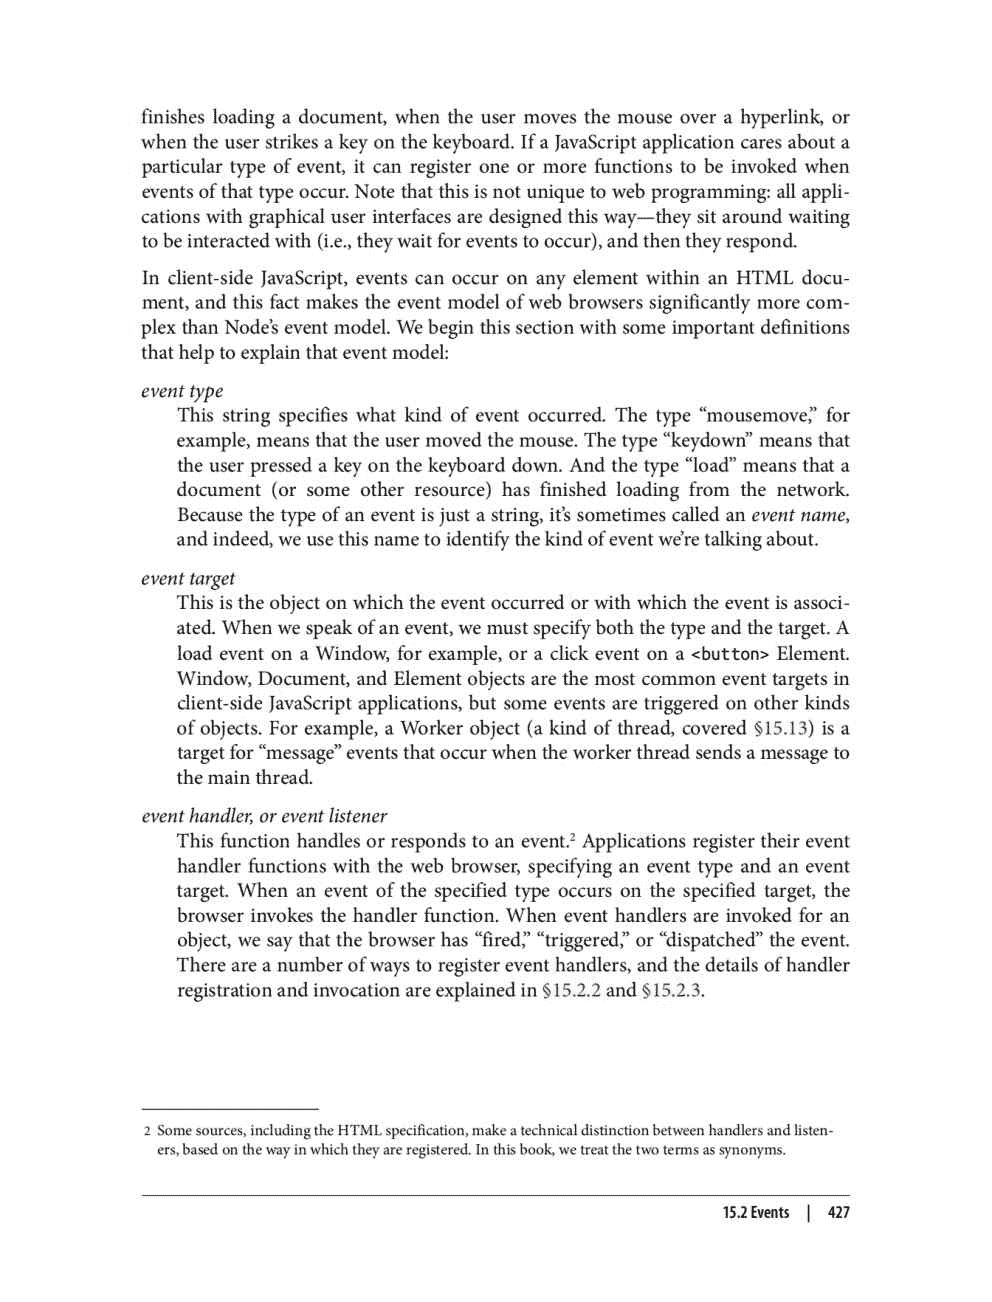 finishes loading a document, when the user moves the mouse over a hyperlink, or
when the user strikes a key on the keyboard. If a JavaScript application cares about a
particular type of event, it can register one or more functions to be invoked when
events of that type occur. Note that this is not unique to web programming: all appli-
cations with graphical user interfaces are designed this way—they sit around waiting
to be interacted with (i.e., they wait for events to occur), and then they respond.
In client-side JavaScript, events can occur on any element within an HTML docu-
ment, and this fact makes the event model of web browsers significantly more com-
plex than Node’s event model. We begin this section with some important definitions
that help to explain that event model:
event type
This string specifies what kind of event occurred. The type “mousemove,” for
example, means that the user moved the mouse. The type “keydown” means that
the user pressed a key on the keyboard down. And the type “load” means that a
document (or some other resource) has finished loading from the network.
Because the type of an event is just a string, it’s sometimes called an event name,
and indeed, we use this name to identify the kind of event we’re talking about.
event target
This is the object on which the event occurred or with which the event is associ-
ated. When we speak of an event, we must specify both the type and the target. A
load event on a Window, for example, or a click event on a <button> Element.
Window, Document, and Element objects are the most common event targets in
client-side JavaScript applications, but some events are triggered on other kinds
of objects. For example, a Worker object (a kind of thread, covered §15.13) is a
target for “message” events that occur when the worker thread sends a message to
the main thread.
event handler, or event listener
This function handles or responds to an event.² Applications register their event
handler functions with the web browser, specifying an event type and an event
target. When an event of the specified type occurs on the specified target, the
browser invokes the handler function. When event handlers are invoked for an
object, we say that the browser has “fired,” “triggered,” or “dispatched” the event.
There are a number of ways to register event handlers, and the details of handler
registration and invocation are explained in §15.2.2 and §15.2.3.
2 Some sources, including the HTML specification, make a technical distinction between handlers and listen-
ers, based on the way in which they are registered. In this book, we treat the two terms as synonyms.
15.2 Events | 427